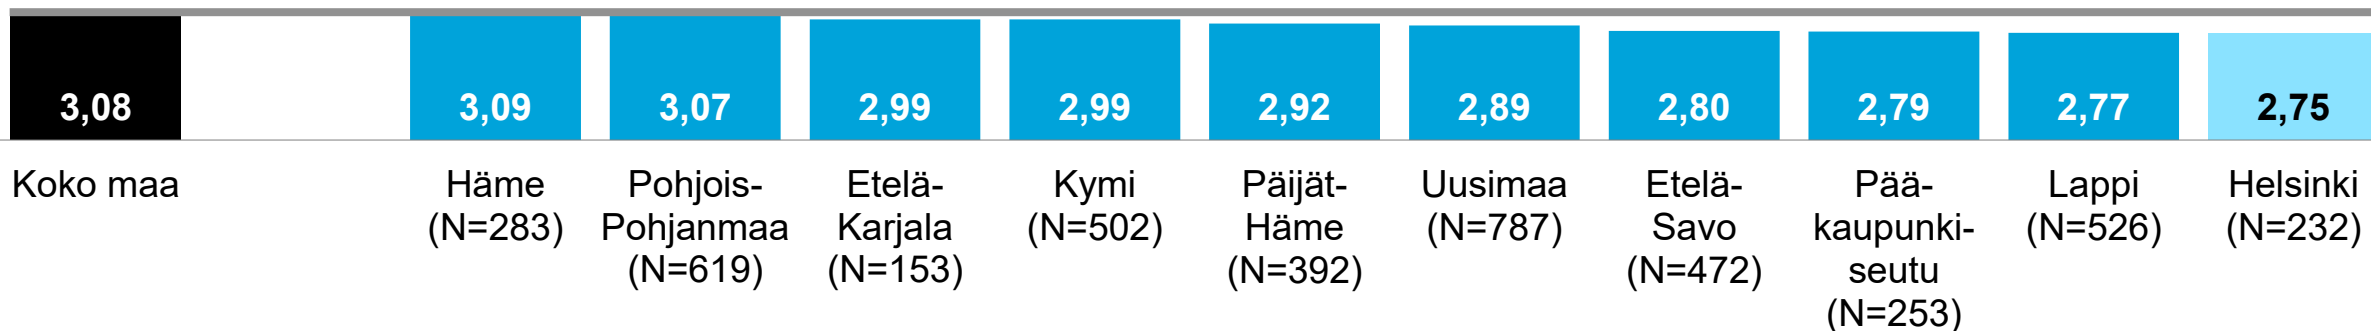 3,08
3,09
3,07
2,99
2,99
2,92
2,89
2,80
2,79
2,77
2,75
Koko maa
Häme
(N=283)
Pohjois-
Pohjanmaa
(N=619)
Etelä-
Karjala
(N=153)
Kymi
(N=502)
Päijät-
Häme
(N=392)
Uusimaa
(N=787)
Etelä-
Savo
(N=472)
Pää-
kaupunki-
seutu
(N=253)
Lappi
(N=526)
Helsinki
(N=232)